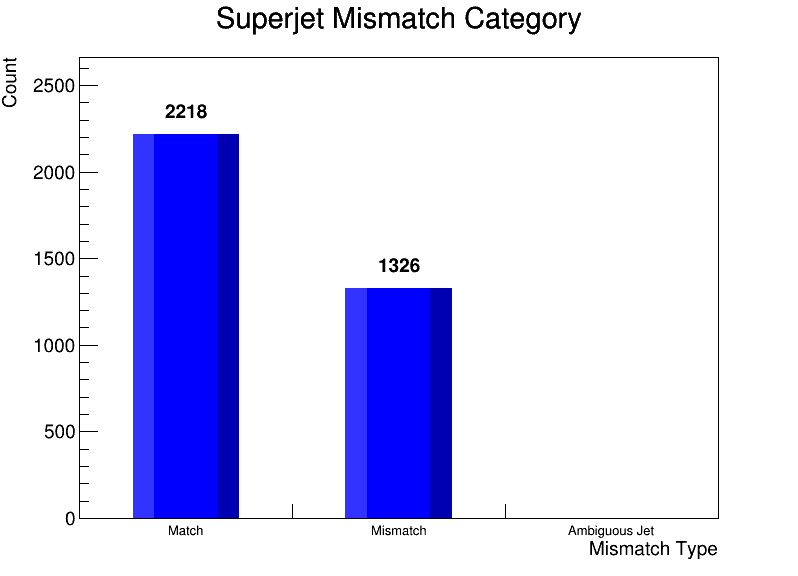 Superjet Mismatch Category
Count
2500
2000
1500
1000
500
0
2218
1326
Match
Mismatch
Ambiguous Jet
Mismatch Type